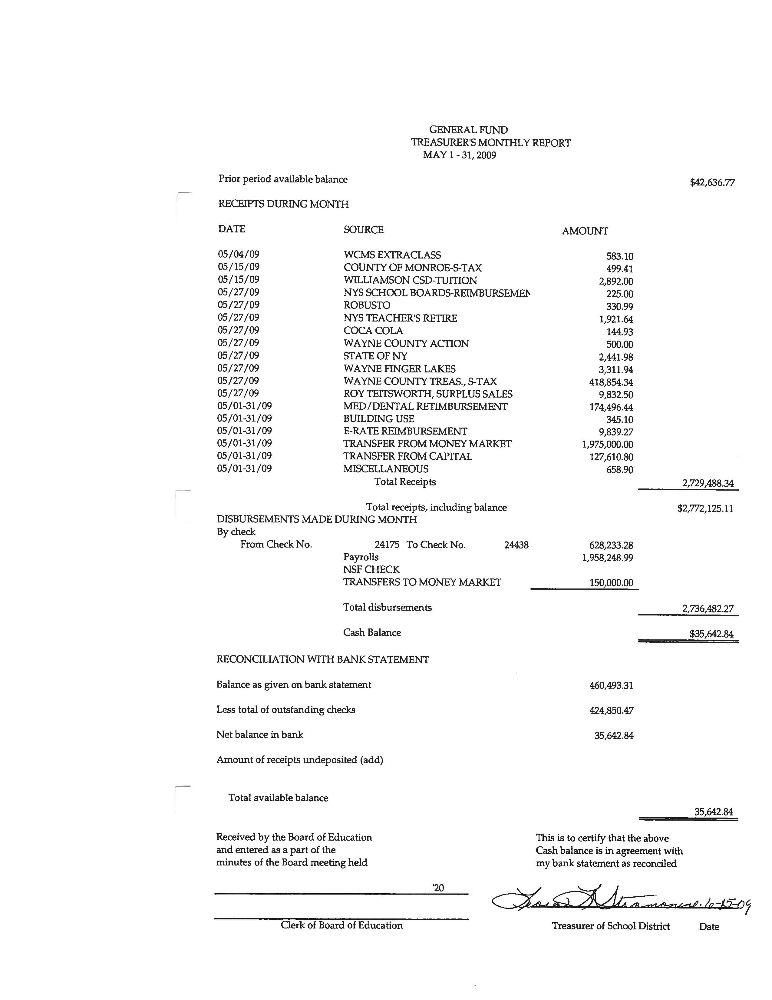 GENERAL FUND
TREASURER'S MONTHLY REPORT
MAY 1 - 31, 2009
Prior period available balance $42,636.77
RECEIPTS DURING MONTH
DATE SOURCE AMOUNT
05/04/09 WCMS EXTRACLASS 583.10
05/15/09 COUNTY OF MONROE-S-TAX 499.41
05/15/09 WILLIAMSON CSD-TUITION 2,892.00
05/27/09 NYS SCHOOL BOARDS-REIMBURSEMEN 225.00
05/27/09 ROBUSTO 330.99
05/27/09 NYS TEACHER'S RETIRE 1,921.64
05/27/09 COCA COLA 144.93
05/27/09 WAYNE COUNTY ACTION 500.00
05/27/09 STATE OF NY 2,441.98
05/27/09 WAYNE FINGER LAKES 3,311.94
05/27/09 WAYNE COUNTY TREAS., S-TAX 418,854.34
05/27/09 ROY TEITSWORTH, SURPLUS SALES 9,832.50
05/01-31/09 MED/DENTAL RETIMBURSEMENT 174,496.44
05/01-31/09 BUILDING USE 345.10
05/01-31/09 E-RATE REIMBURSEMENT 9,839.27
05/01-31/09 TRANSFER FROM MONEY MARKET 1,975,000.00
05/01-31/09 TRANSFER FROM CAPITAL 127,610.80
05/01-31/09 MISCELLANEOUS 658.90
Total Receipts 2,729,488.34
Total receipts, including balance $2,772,125.11
DISBURSEMENTS MADE DURING MONTH
By check
From Check No. 24175 To Check No. 24438 628,233.28
Payrolls 1,958,248.99
NSF CHECK
TRANSFERS TO MONEY MARKET 150,000.00
Total disbursements 2,736,482.27
Cash Balance $35,642.84
RECONCILIATION WITH BANK STATEMENT
Balance as given on bank statement 460,493.31
Less total of outstanding checks 424,850.47
Net balance in bank 35,642.84
Amount of receipts undeposited (add)
Total available balance
35,642.84
Received by the Board of Education This is to certify that the above
and entered as a part of the Cash balance is in agreement with
minutes of the Board meeting held my bank statement as reconciled
'20
6-15-09
Clerk of Board of Education Treasurer of School District Date